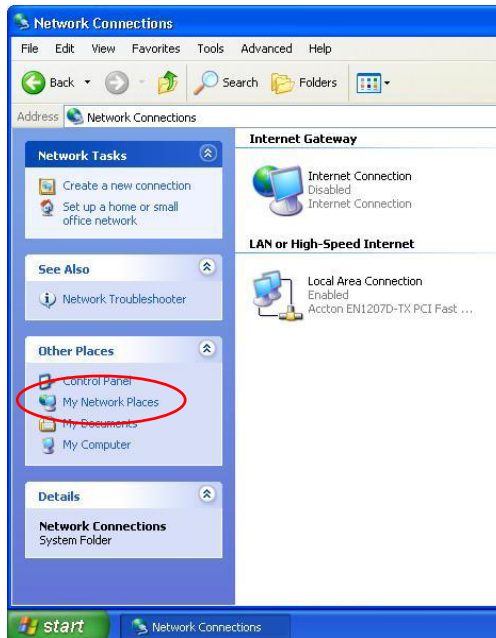 Network Connections
File Edit View Favorites Tools Advanced Help
Back Search Folders
Address Network Connections
Network Tasks
Create a new connection
Set up a home or small
office network
See Also
Network Troubleshooter
Other Places
Control Panel
My Network Places
My Documents
My Computer
Details
Network Connections
System Folder
Internet Gateway
Internet Connection
Disabled
Internet Connection
LAN or High-Speed Internet
Local Area Connection
Enabled
Accton EN1207D-TX PCI Fast ...
start Network Connections